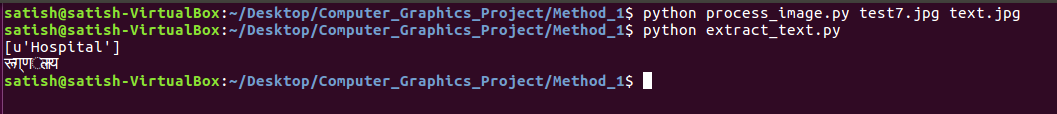 satish@satish-VirtualBox:~/Desktop/Computer_Graphics_Project/Method_1$ python process_image.py test7.jpg text.jpg
satish@satish-VirtualBox:~/Desktop/Computer_Graphics_Project/Method_1$ python extract_text.py
[u'Hospital']
रूग्णालय
satish@satish-VirtualBox:~/Desktop/Computer_Graphics_Project/Method_1$